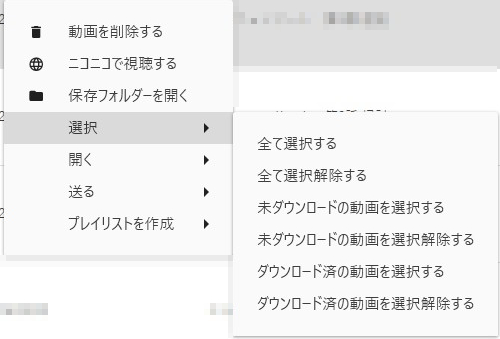 動画を削除する
ニコニコで視聴する
保存フォルダーを開く
選択
開く
送る
プレイリストを作成
全て選択する
全て選択解除する
未ダウンロードの動画を選択する
未ダウンロードの動画を選択解除する
ダウンロード済の動画を選択する
ダウンロード済の動画を選択解除する